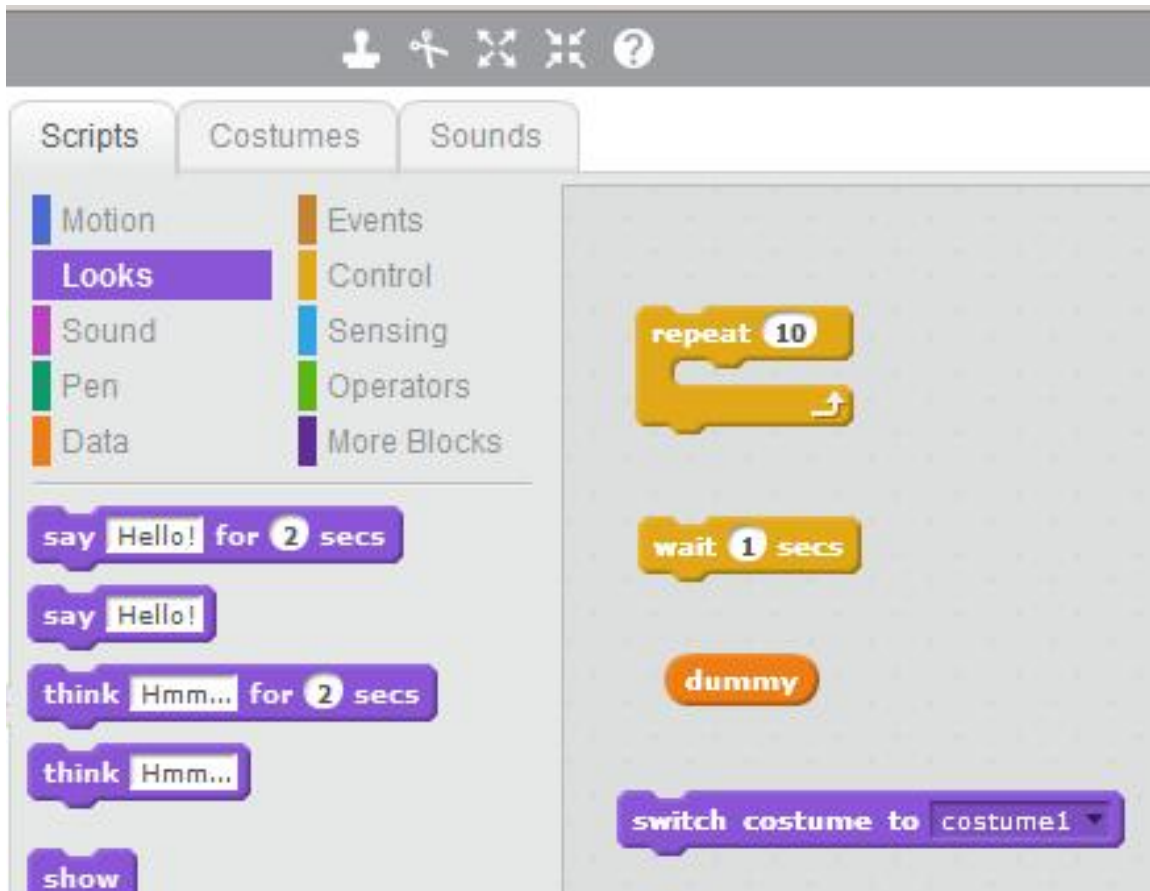 Scripts Costumes Sounds
Motion Events
Looks Control
Sound Sensing
Pen Operators
Data More Blocks
say Hello! for 2 secs
say Hello!
think Hmm... for 2 secs
think Hmm...
show
repeat 10
wait 1 secs
dummy
switch costume to costume1